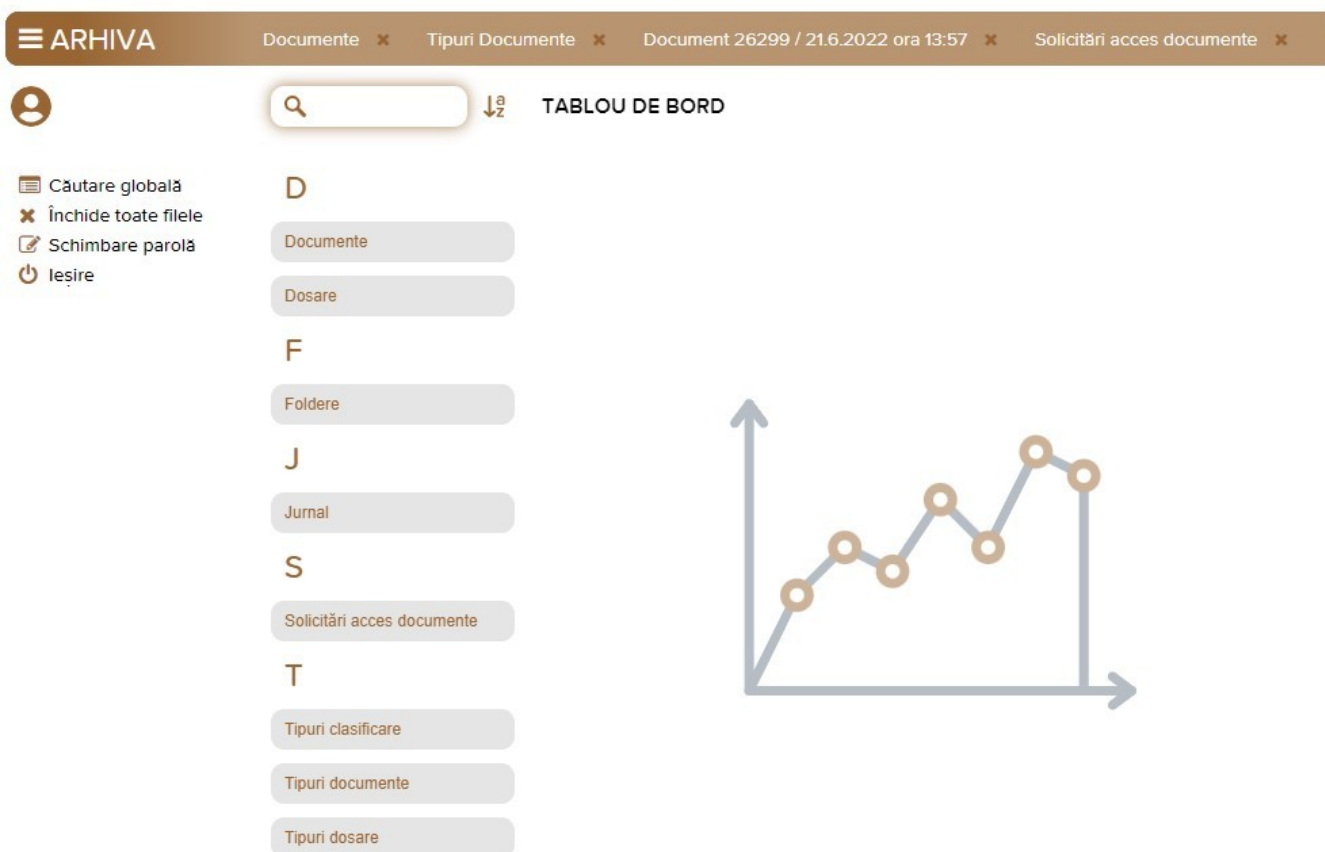 ARHIVA
Documente
Tipuri Documente
Document 26299 / 21.6.2022 ora 13:57
Solicitări acces documente
Căutare globală
Închide toate filele
Schimbare parolă
Ieșire
TABLOU DE BORD
D
Documente
Dosare
F
Foldere
J
Jurnal
S
Solicitări acces documente
T
Tipuri clasificare
Tipuri documente
Tipuri dosare